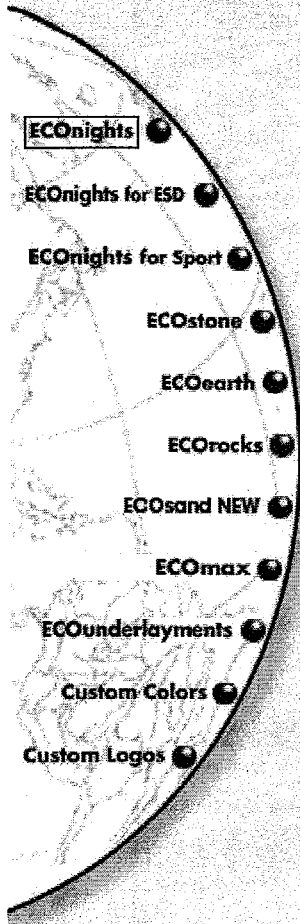 ECOnights
ECOnights for ESD
ECOnights for Sport
ECOstone
ECOearth
ECOrocks
ECOsand NEW
ECOmax
ECOunderlayments
Custom Colors
Custom Logos